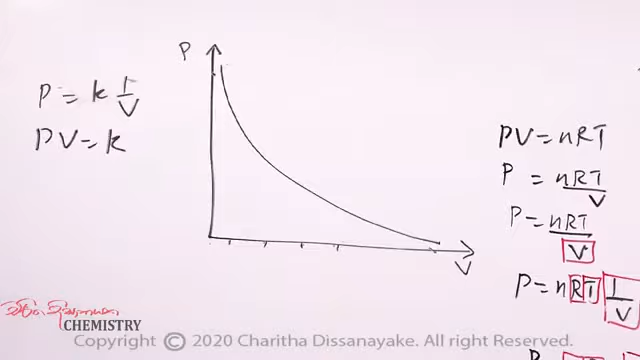 P
P = k 1/V
PV = k
V
PV = nRT
P = nRT/V
P = nRT/V
P = nRT 1/V
CHEMISTRY
Copyright © 2020 Charitha Dissanayake. All right Reserved.